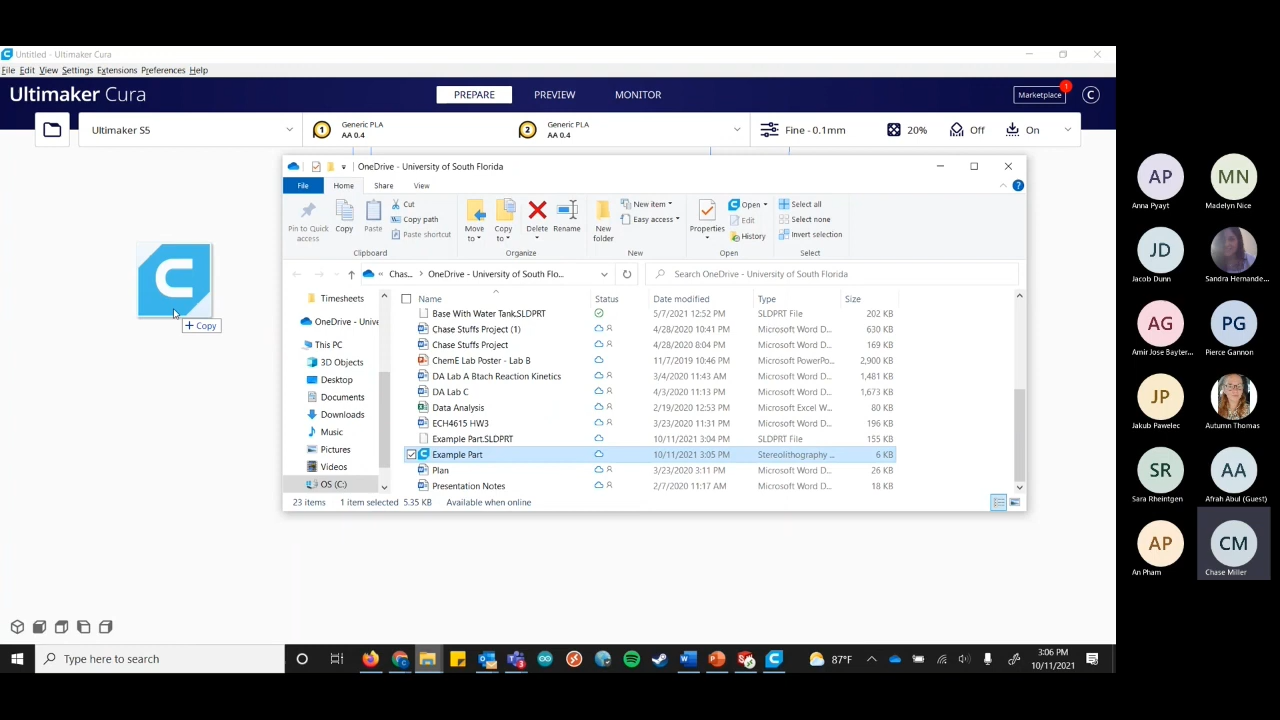 Untitled - Ultimaker Cura
File Edit View Settings Extensions Preferences Help
Ultimaker Cura
PREPARE PREVIEW MONITOR
Marketplace 1 C
Ultimaker S5
1 Generic PLA AA 0.4
2 Generic PLA AA 0.4
Fine - 0.1mm 20% Off On
OneDrive - University of South Florida
File Home Share View
Pin to Quick access
Copy
Paste
Cut
Copy path
Paste shortcut
Clipboard
Move to
Copy to
Delete
Rename
Organize
New folder
New item
Easy access
New
Properties
Open
Edit
History
Open
Select all
Select none
Invert selection
Select
« Chas... > OneDrive - University of South Flo...
Search OneDrive - University of South Florida
Timesheets
OneDrive - Unive
This PC
3D Objects
Desktop
Documents
Downloads
Music
Pictures
Videos
OS (C:)
Name Status Date modified Type Size
Base With Water Tank.SLDPRT 5/7/2021 12:52 PM SLDPRT File 202 KB
Chase Stuffs Project (1) 4/28/2020 10:41 PM Microsoft Word D... 630 KB
Chase Stuffs Project 4/28/2020 8:04 PM Microsoft Word D... 169 KB
ChemE Lab Poster - Lab B 11/7/2019 10:46 PM Microsoft PowerPo... 2,900 KB
DA Lab A Btach Reaction Kinetics 3/4/2020 11:43 AM Microsoft Word D... 1,481 KB
DA Lab C 4/3/2020 11:13 PM Microsoft Word D... 1,673 KB
Data Analysis 2/19/2020 12:53 PM Microsoft Excel W... 80 KB
ECH4615 HW3 3/23/2020 11:31 PM Microsoft Word D... 196 KB
Example Part.SLDPRT 10/11/2021 3:04 PM SLDPRT File 155 KB
Example Part 10/11/2021 3:05 PM Stereolithography ... 6 KB
Plan 3/23/2020 3:11 PM Microsoft Word D... 26 KB
Presentation Notes 2/7/2020 11:17 AM Microsoft Word D... 18 KB
23 items 1 item selected 5.35 KB Available when online
C
+ Copy
Type here to search
87°F
3:06 PM
10/11/2021
AP MN
Anna Pyayt Madelyn Nice
JD
Jacob Dunn Sandra Hernande...
AG PG
Amir Jose Bayter... Pierce Gannon
JP
Jakub Pawelec Autumn Thomas
SR AA
Sara Rheintgen Afrah Abul (Guest)
AP CM
An Pham Chase Miller